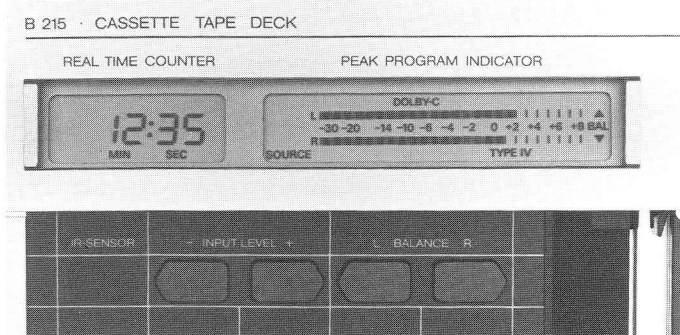 B 215 · CASSETTE TAPE DECK
REAL TIME COUNTER PEAK PROGRAM INDICATOR
DOLBY-C
12:35
MIN SEC
L
-30 -20 -14 -10 -6 -4 -2 0 +2 +4 +6 +8 BAL
R
SOURCE TYPE IV
IR-SENSOR - INPUT LEVEL + L BALANCE R